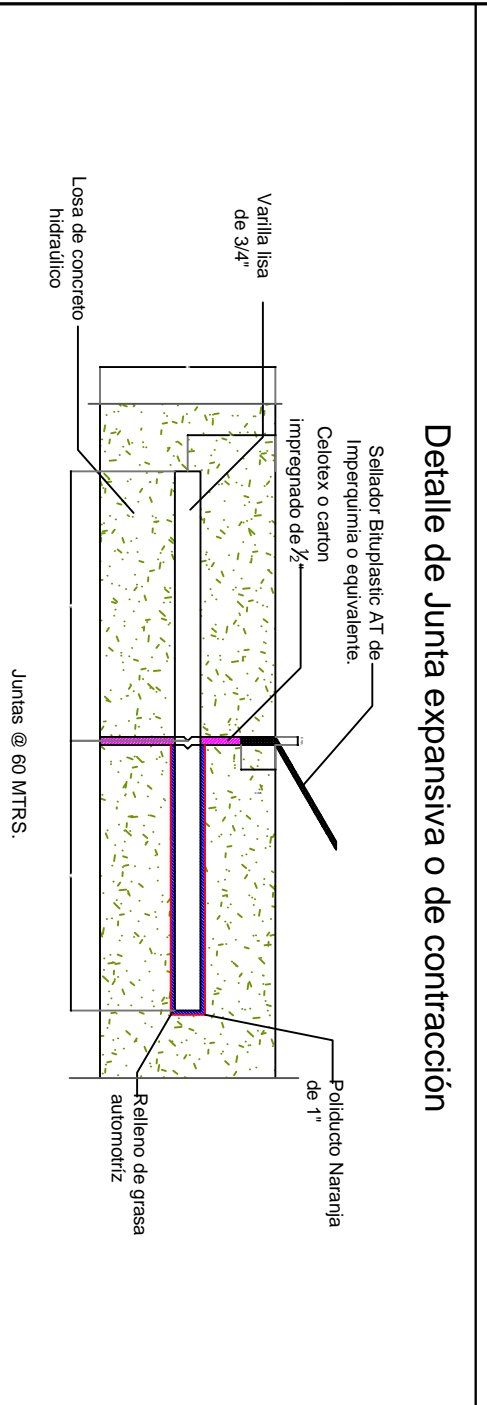 Detalle de Junta expansiva o de contracción
Sellador Bituplastic AT de
Imperquimia o equivalente.
Celotex o carton
impregnado de ½"
Varilla lisa
de 3/4"
Losa de concreto
hidraúlico
Poliducto Naranja
de 1"
Relleno de grasa
automotríz
Juntas @ 60 MTRS.